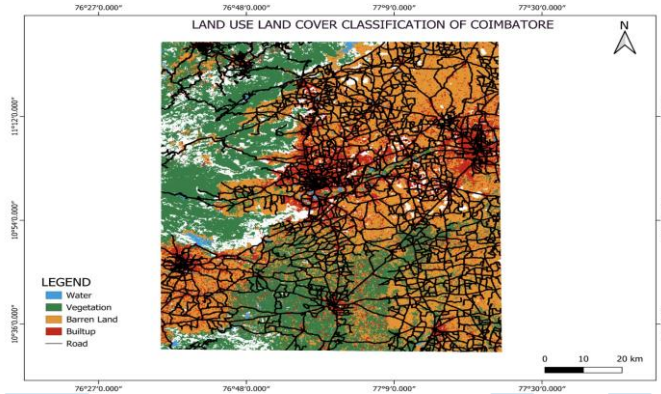 76°27'0.000" 76°48'0.000" 77°9'0.000" 77°30'0.000"
LAND USE LAND COVER CLASSIFICATION OF COIMBATORE
N
11°12'0.000"
10°54'0.000"
10°36'0.000"
LEGEND
Water
Vegetation
Barren Land
Builtup
Road
0 10 20 km
76°27'0.000" 76°48'0.000" 77°9'0.000" 77°30'0.000"